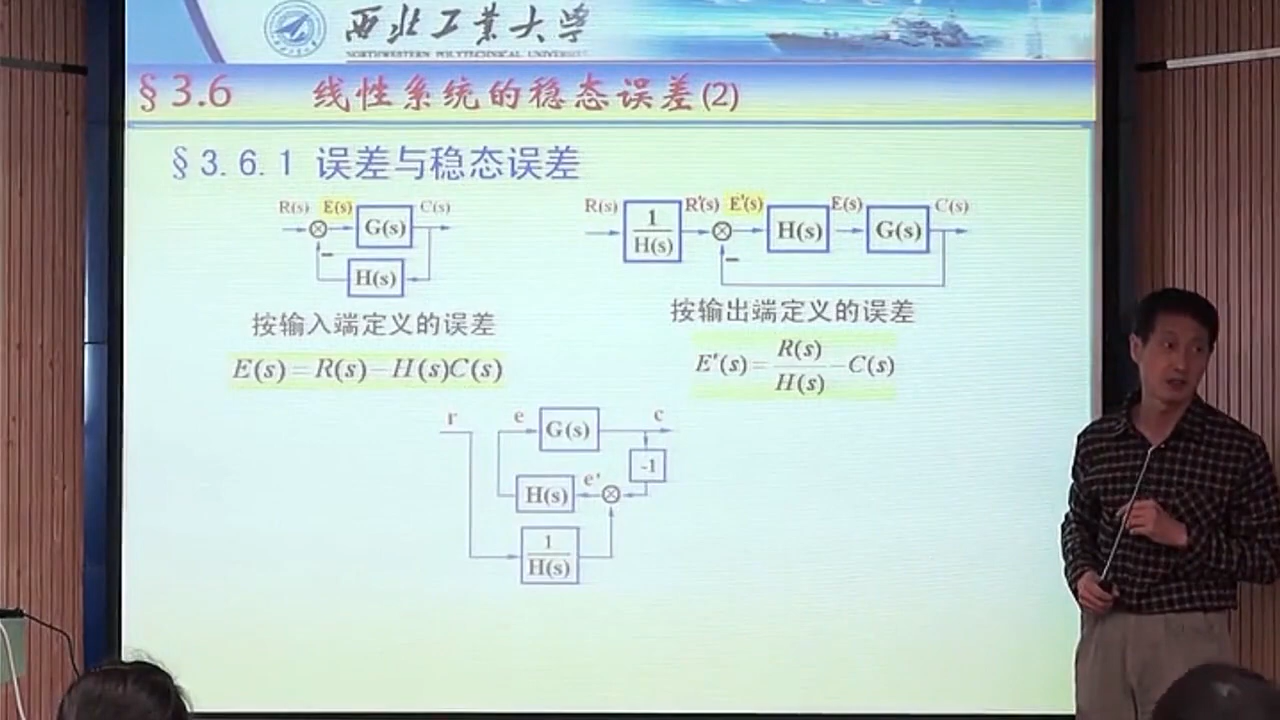 西北工业大学
NORTHWESTERN POLYTECHNICAL UNIVERSITY
§3.6 线性系统的稳态误差(2)
§3.6.1 误差与稳态误差
R(s) E(s) G(s) C(s)
H(s)
按输入端定义的误差
E(s)=R(s)−H(s)C(s)
R(s) 1/H(s) R'(s) E'(s) H(s) E(s) G(s) C(s)
按输出端定义的误差
E'(s)=R(s)/H(s)−C(s)
r e G(s) c
-1
H(s) e'
1/H(s)